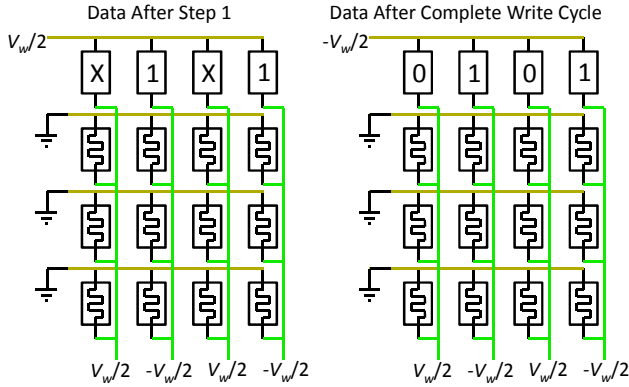 Data After Step 1
V_w/2
X 1 X 1
V_w/2 -V_w/2 V_w/2 -V_w/2
Data After Complete Write Cycle
-V_w/2
0 1 0 1
V_w/2 -V_w/2 V_w/2 -V_w/2